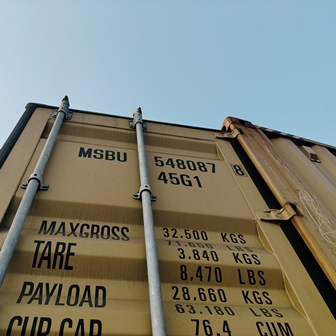 MSBU 548087 8
45G1
MAXGROSS 32.500 KGS
71.650 LBS
TARE 3.840 KGS
8,470 LBS
PAYLOAD 28.660 KGS
63.180 LBS
CUB.CAP. 76.4 CUM